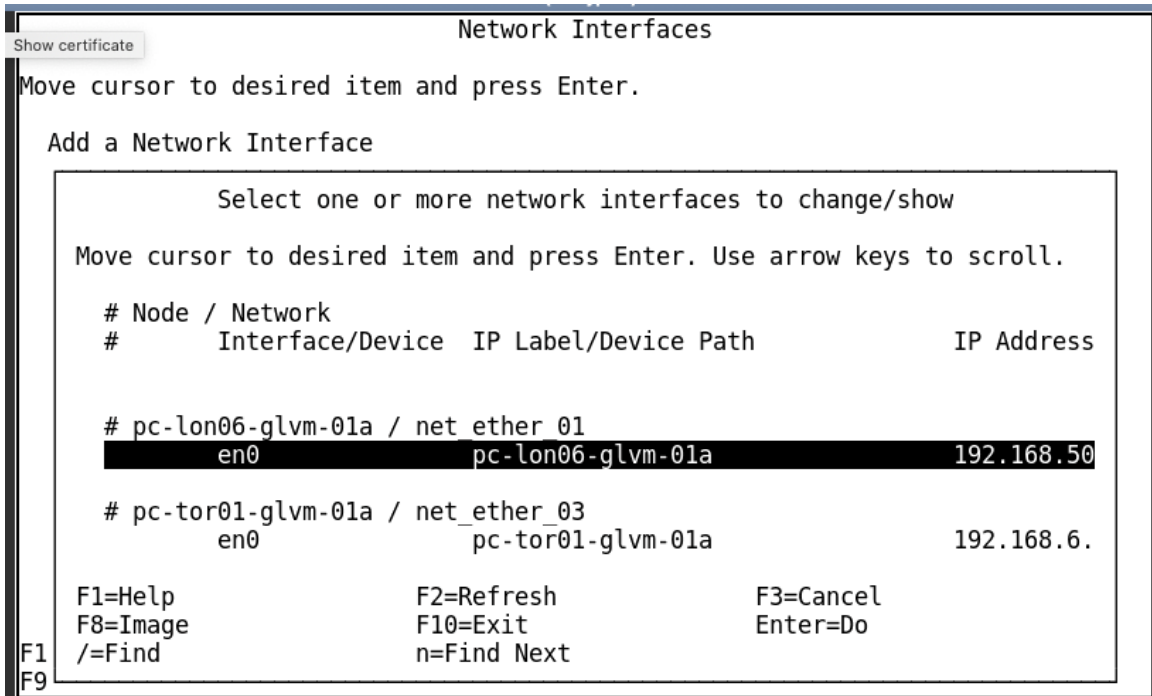 Network Interfaces
Show certificate
Move cursor to desired item and press Enter.
Add a Network Interface
Select one or more network interfaces to change/show
Move cursor to desired item and press Enter. Use arrow keys to scroll.
# Node / Network
#       Interface/Device  IP Label/Device Path              IP Address
# pc-lon06-glvm-01a / net_ether_01
en0               pc-lon06-glvm-01a                 192.168.50
# pc-tor01-glvm-01a / net_ether_03
en0               pc-tor01-glvm-01a                 192.168.6.
F1=Help                 F2=Refresh              F3=Cancel
F8=Image                F10=Exit                Enter=Do
F1 /=Find                  n=Find Next
F9